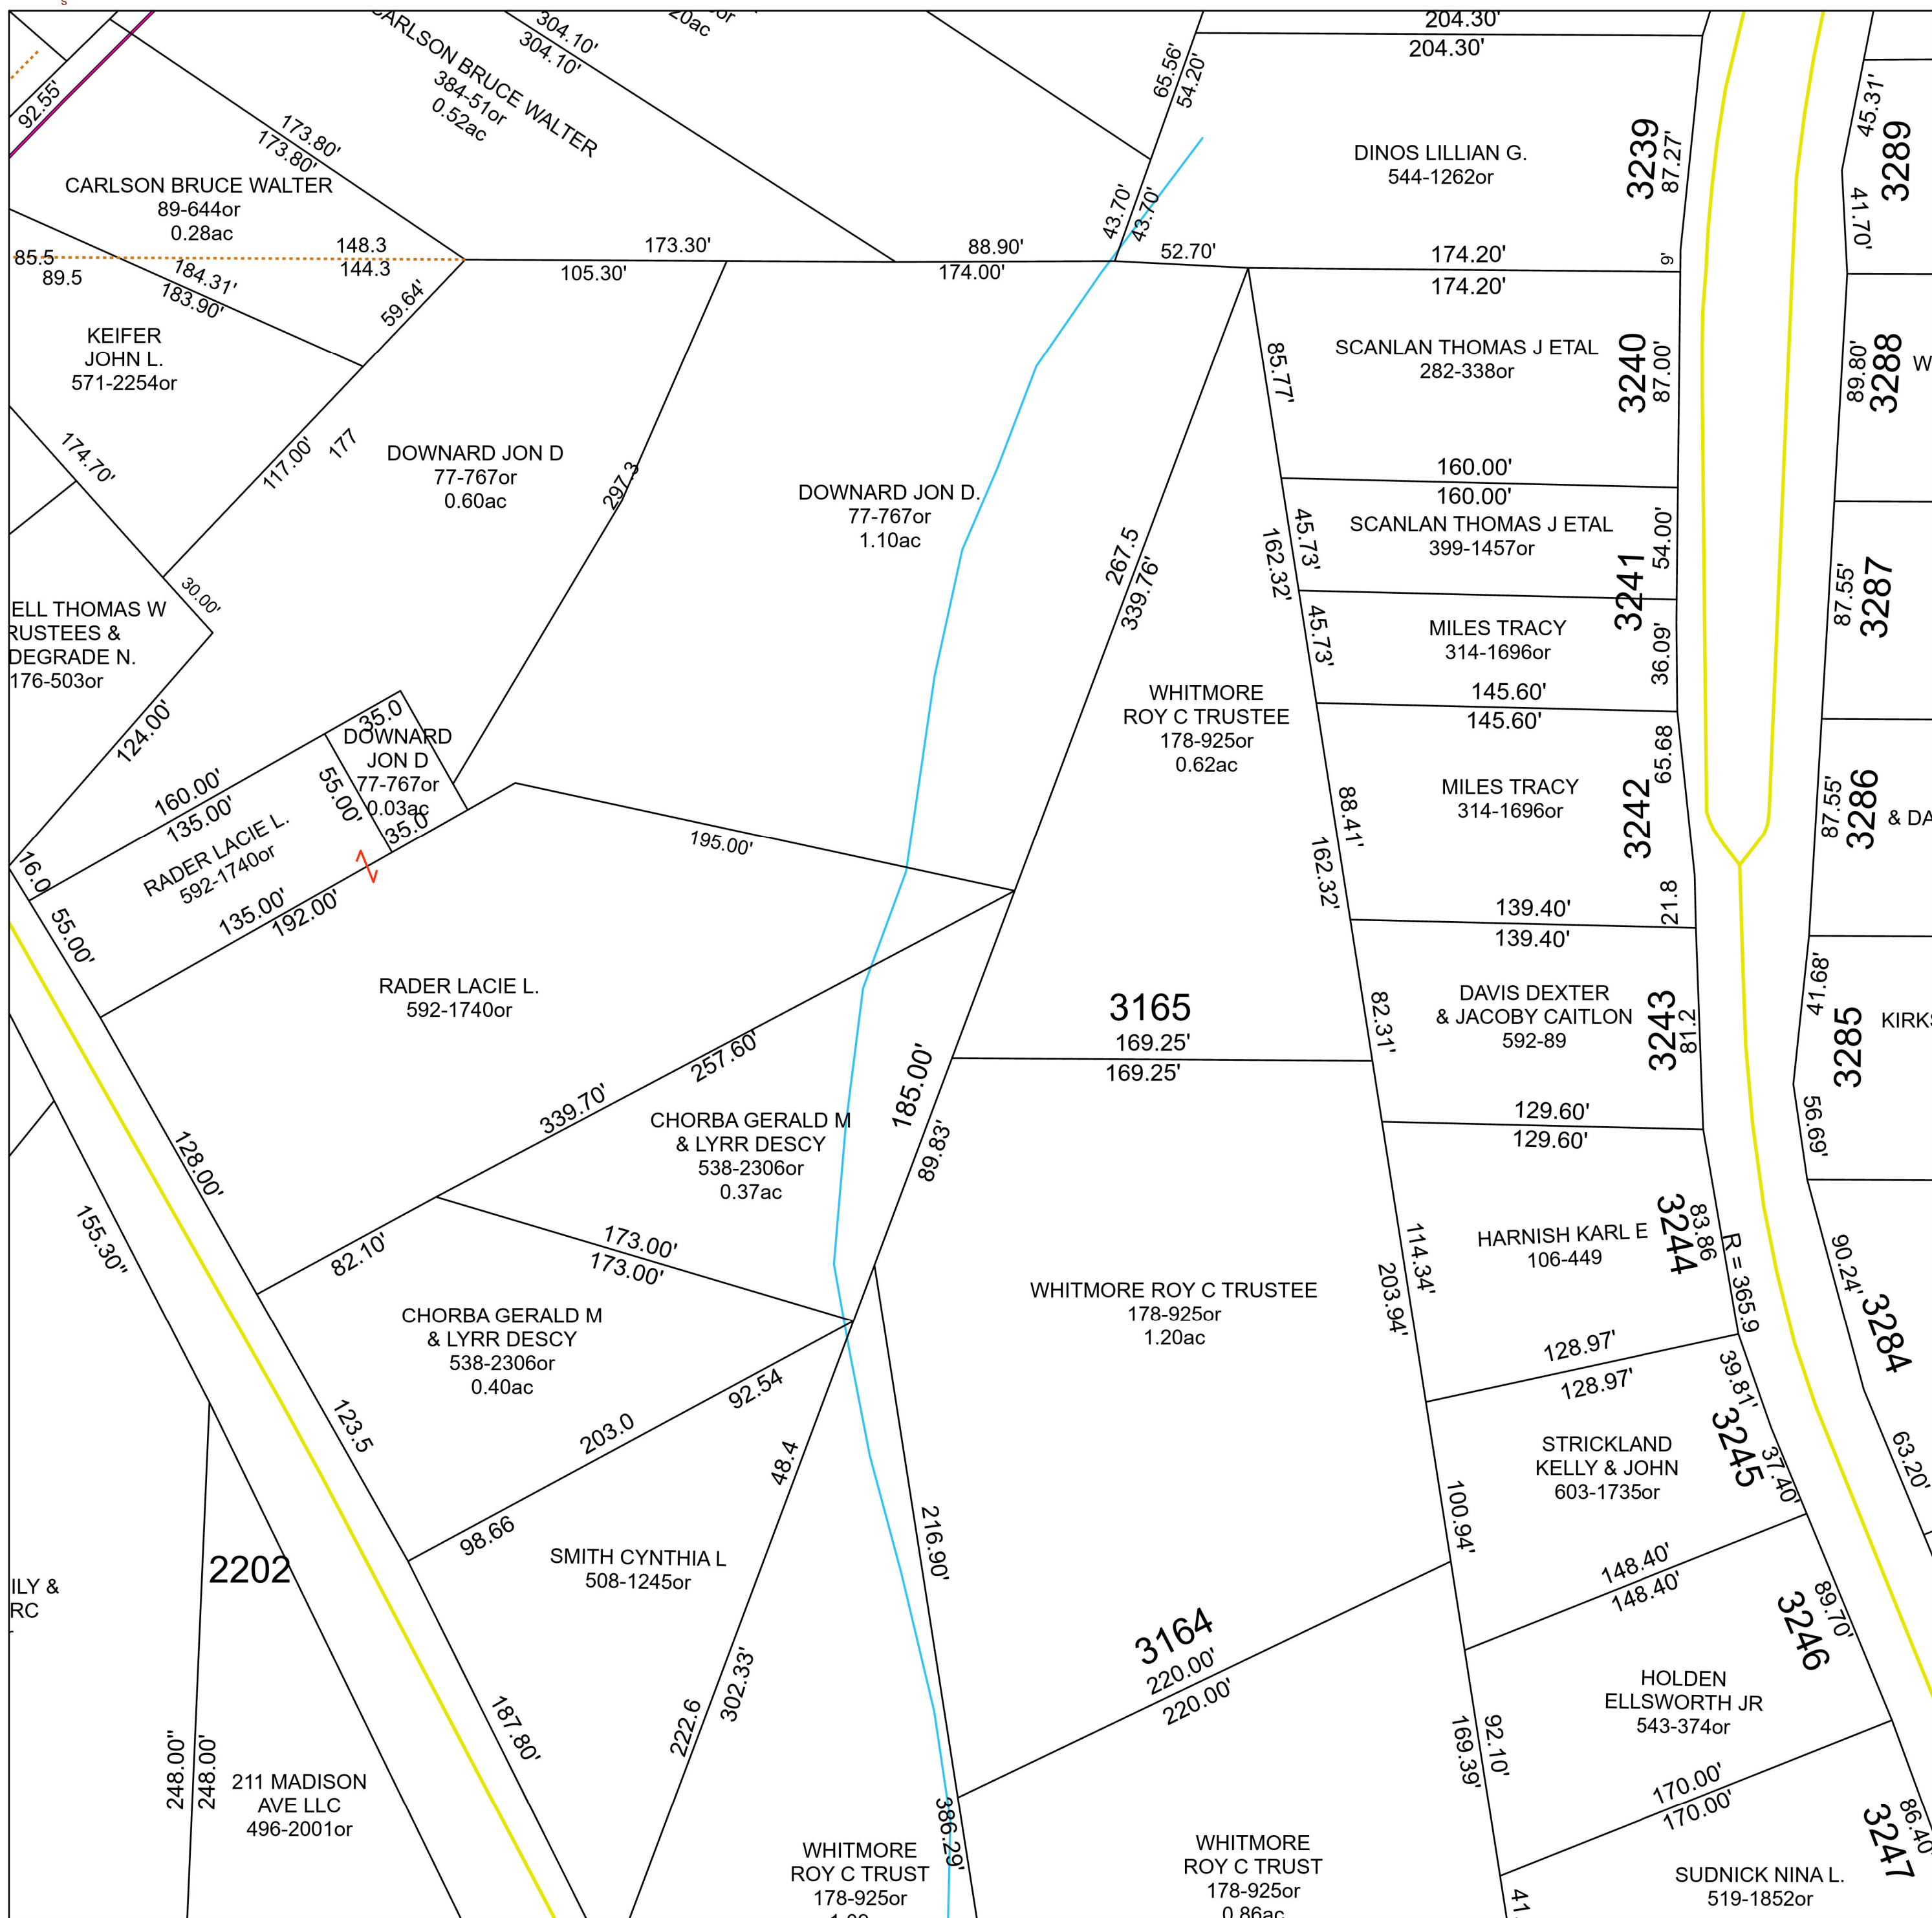 s
92.55'
173.80'
173.80'
CARLSON BRUCE WALTER
89-644or
0.28ac
304.10'
304.10'
CARLSON BRUCE WALTER
384-51or
0.52ac
20ac
65.56'
54.20'
43.70'
43.70'
204.30'
204.30'
DINOS LILLIAN G.
544-1262or
3239
87.27'
9'
45.31'
3289
41.70'
85.5
89.5
148.3
144.3
184.31'
183.90'
59.64'
173.30'
105.30'
88.90'
174.00'
52.70'
174.20'
174.20'
KEIFER
JOHN L.
571-2254or
174.70'
117.00'
177
DOWNARD JON D
77-767or
0.60ac
297.3
DOWNARD JON D.
77-767or
1.10ac
267.5
339.76'
85.77'
SCANLAN THOMAS J ETAL
282-338or
3240
87.00'
89.80'
3288
W
160.00'
160.00'
45.73'
162.32'
SCANLAN THOMAS J ETAL
399-1457or
54.00'
3241
45.73'
MILES TRACY
314-1696or
36.09'
87.55'
3287
30.00'
ELL THOMAS W
RUSTEES &
DEGRADE N.
176-503or
124.00'
WHITMORE
ROY C TRUSTEE
178-925or
0.62ac
145.60'
145.60'
65.68
MILES TRACY
314-1696or
3242
88.41'
162.32'
21.8
87.55'
3286
& DA
35.0
DOWNARD
JON D
77-767or
0.03ac
35.0
55.00'
160.00'
135.00'
RADER LACIE L.
592-1740or
135.00'
192.00'
16.0
55.00'
195.00'
139.40'
139.40'
RADER LACIE L.
592-1740or
3165
169.25'
169.25'
82.31'
DAVIS DEXTER
& JACOBY CAITLON
592-89
3243
81.2
41.68'
3285
KIRKS
56.69'
185.00'
89.83'
257.60'
339.70'
CHORBA GERALD M
& LYRR DESCY
538-2306or
0.37ac
129.60'
129.60'
128.00'
155.30"
82.10'
173.00'
173.00'
114.34'
203.94'
HARNISH KARL E
106-449
3244
83.86
R = 365.9
90.24'
3284
WHITMORE ROY C TRUSTEE
178-925or
1.20ac
CHORBA GERALD M
& LYRR DESCY
538-2306or
0.40ac
128.97'
128.97'
39.81'
3245
37.40'
63.20'
123.5
203.0
92.54
98.66
48.4
STRICKLAND
KELLY & JOHN
603-1735or
100.94'
216.90'
SMITH CYNTHIA L
508-1245or
2202
ILY &
RC
148.40'
148.40'
89.70'
3246
3164
220.00'
220.00'
222.6
302.33'
187.80'
HOLDEN
ELLSWORTH JR
543-374or
92.10'
169.39'
248.00"
248.00'
211 MADISON
AVE LLC
496-2001or
386.29'
170.00'
170.00'
86.40'
3247
WHITMORE
ROY C TRUST
178-925or
WHITMORE
ROY C TRUST
178-925or
0.86ac
41.
SUDNICK NINA L.
519-1852or